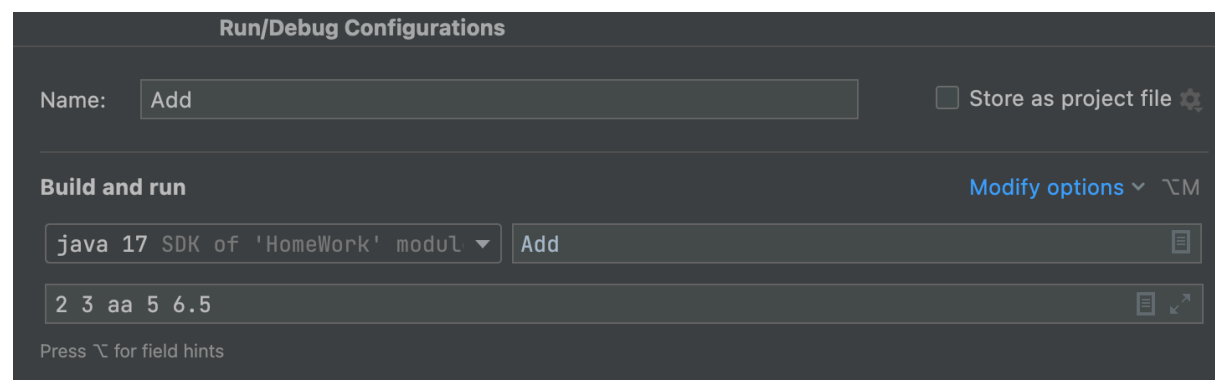 Run/Debug Configurations
Name: Add Store as project file
Build and run Modify options ⌥M
java 17 SDK of 'HomeWork' modul Add
2 3 aa 5 6.5
Press ⌥ for field hints